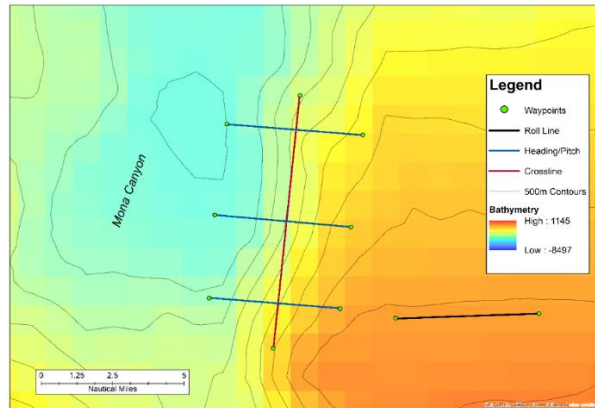 Mona Canyon
Legend
Waypoints
Roll Line
Heading/Pitch
Crossline
500m Contours
Bathymetry
High : 1145
Low : -8497
0 1.25 2.5 5
Nautical Miles